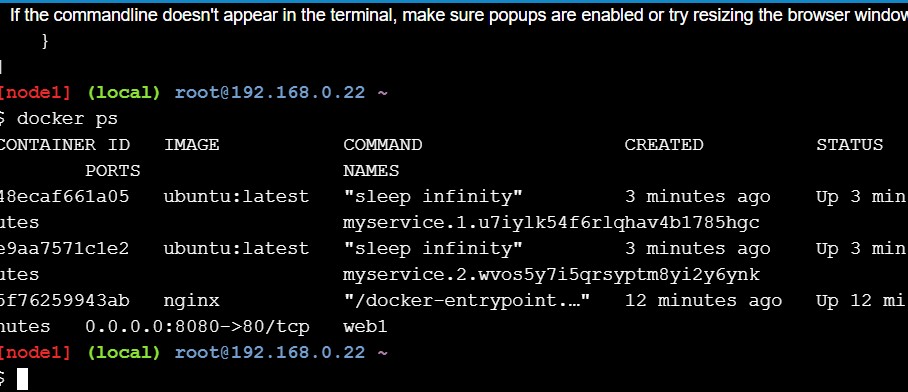 If the commandline doesn't appear in the terminal, make sure popups are enabled or try resizing the browser window
}
]
[node1] (local) root@192.168.0.22 ~
$ docker ps
CONTAINER ID   IMAGE           COMMAND                  CREATED          STATUS
PORTS                  NAMES
48ecaf661a05   ubuntu:latest   "sleep infinity"         3 minutes ago    Up 3 min
utes                           myservice.1.u7iylk54f6rlqhav4b1785hgc
e9aa7571c1e2   ubuntu:latest   "sleep infinity"         3 minutes ago    Up 3 min
utes                           myservice.2.wvos5y7i5qrsyptm8yi2y6ynk
5f76259943ab   nginx           "/docker-entrypoint.…"   12 minutes ago   Up 12 mi
nutes   0.0.0.0:8080->80/tcp   web1
[node1] (local) root@192.168.0.22 ~
$